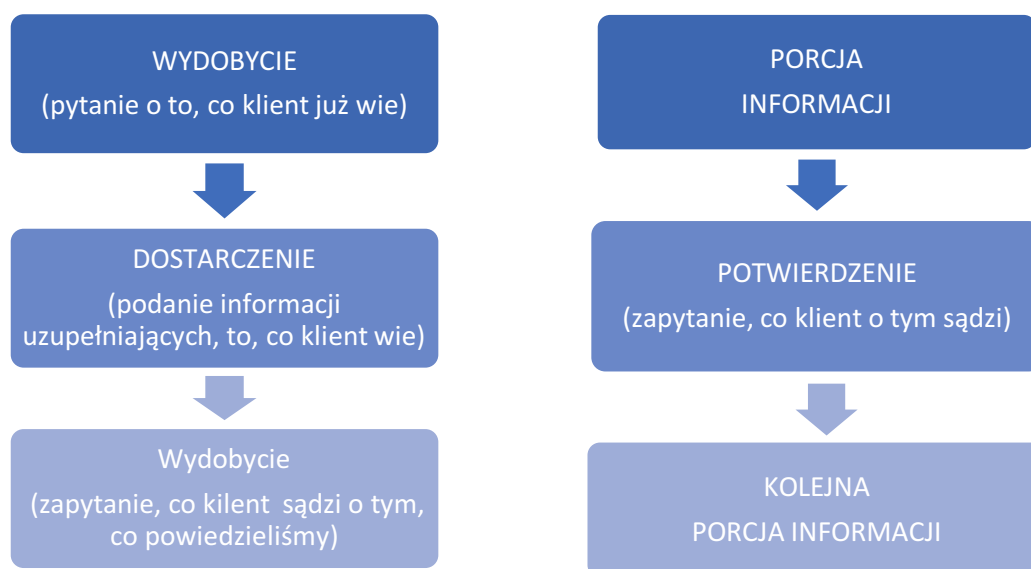 WYDOBYCIE
(pytanie o to, co klient już wie)
DOSTARCZENIE
(podanie informacji
uzupełniających, to, co klient wie)
Wydobycie
(zapytanie, co kilent sądzi o tym,
co powiedzieliśmy)
PORCJA
INFORMACJI
POTWIERDZENIE
(zapytanie, co klient o tym sądzi)
KOLEJNA
PORCJA INFORMACJI